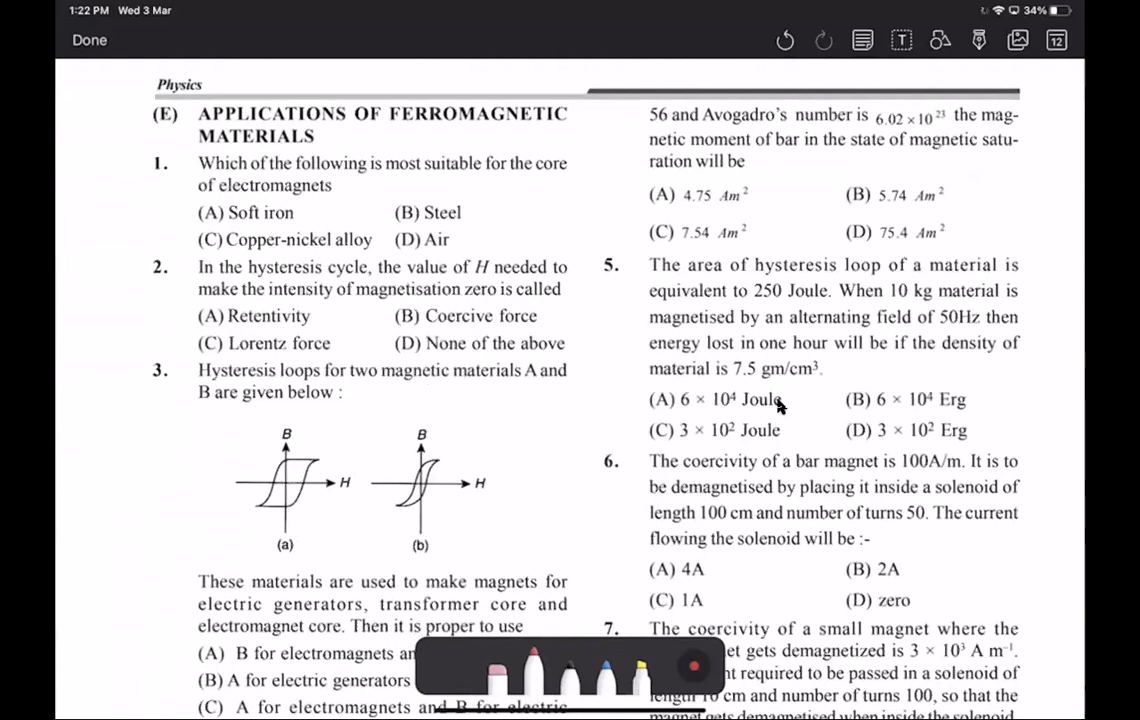 1:22 PM Wed 3 Mar
34%
Done
12
Physics
(E) APPLICATIONS OF FERROMAGNETIC
MATERIALS
1. Which of the following is most suitable for the core
of electromagnets
(A) Soft iron (B) Steel
(C) Copper-nickel alloy (D) Air
2. In the hysteresis cycle, the value of H needed to
make the intensity of magnetisation zero is called
(A) Retentivity (B) Coercive force
(C) Lorentz force (D) None of the above
3. Hysteresis loops for two magnetic materials A and
B are given below :
B B
H H
(a) (b)
These materials are used to make magnets for
electric generators, transformer core and
electromagnet core. Then it is proper to use
(A) B for electromagnets
(B) A for electric generators
(C) A for electromagnets and B for electric
56 and Avogadro's number is 6.02 × 10²³ the mag-
netic moment of bar in the state of magnetic satu-
ration will be
(A) 4.75 Am² (B) 5.74 Am²
(C) 7.54 Am² (D) 75.4 Am²
5. The area of hysteresis loop of a material is
equivalent to 250 Joule. When 10 kg material is
magnetised by an alternating field of 50Hz then
energy lost in one hour will be if the density of
material is 7.5 gm/cm³.
(A) 6 × 10⁴ Joule (B) 6 × 10⁴ Erg
(C) 3 × 10² Joule (D) 3 × 10² Erg
6. The coercivity of a bar magnet is 100A/m. It is to
be demagnetised by placing it inside a solenoid of
length 100 cm and number of turns 50. The current
flowing the solenoid will be :-
(A) 4A (B) 2A
(C) 1A (D) zero
7. The coercivity of a small magnet where the
gets demagnetized is 3 × 10³ A m⁻¹.
required to be passed in a solenoid of
length 10 cm and number of turns 100, so that the
magnet gets demagnetised when inside the solenoid